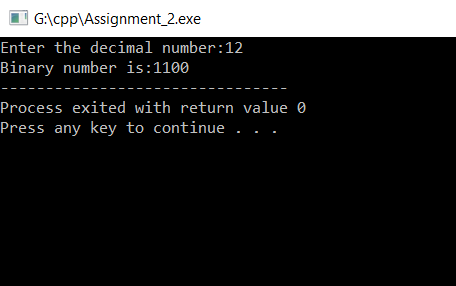 G:\cpp\Assignment_2.exe
Enter the decimal number:12
Binary number is:1100
--------------------------------
Process exited with return value 0
Press any key to continue . . .